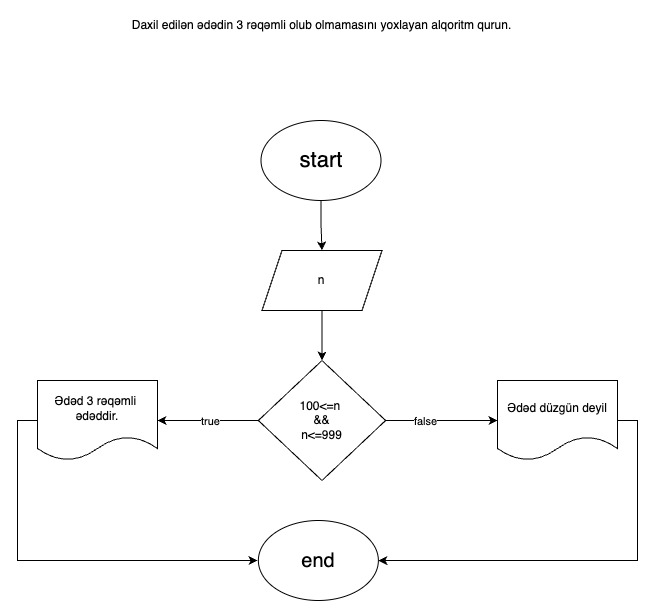 Daxil edilən ədədin 3 rəqəmli olub olmamasını yoxlayan alqoritm qurun.
start
n
100<=n
&&
n<=999
true
false
Ədəd 3 rəqəmli
ədəddir.
Ədəd düzgün deyil
end